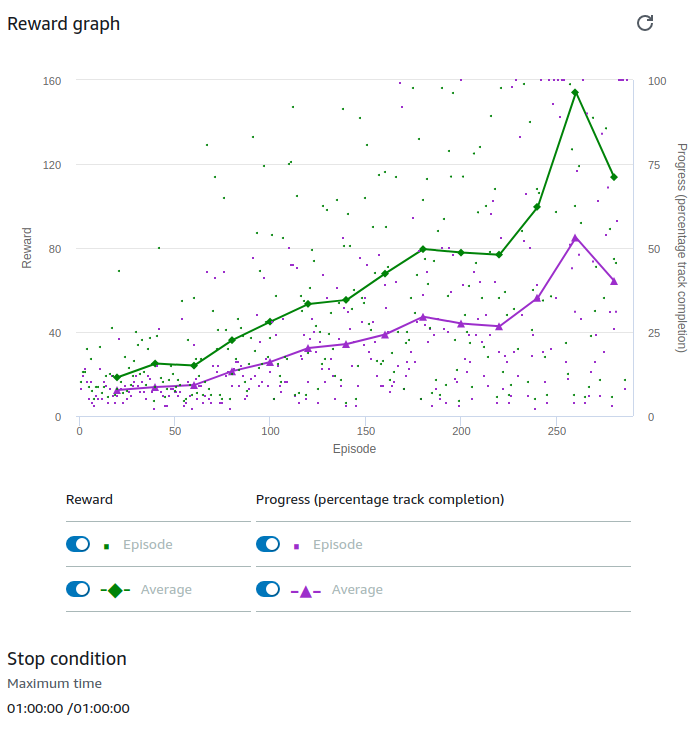 Reward graph
160
120
80
40
0
Reward
100
75
50
25
0
Progress (percentage track completion)
0
50
100
150
200
250
Episode
Reward
Progress (percentage track completion)
Episode
Episode
Average
Average
Stop condition
Maximum time
01:00:00 /01:00:00